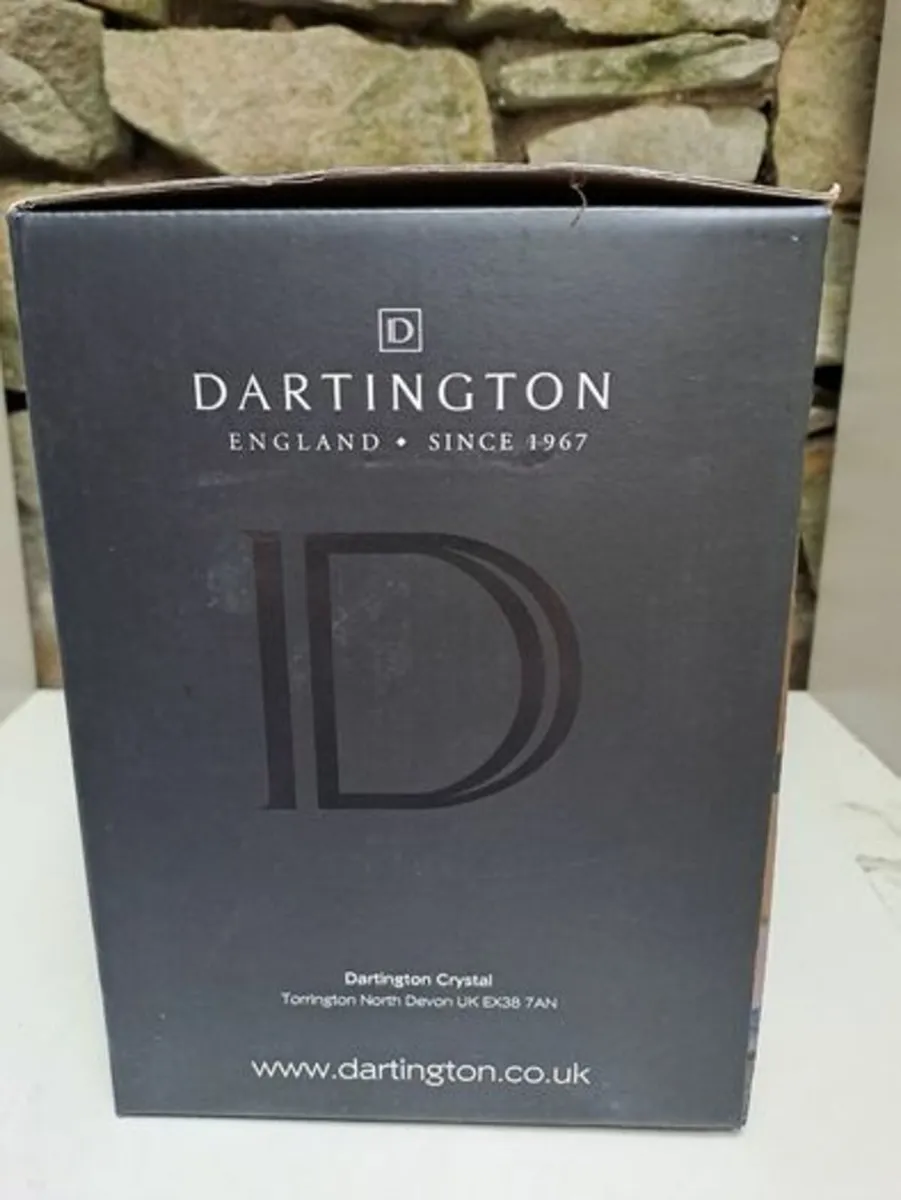 D
DARTINGTON
ENGLAND • SINCE 1967
D
Dartington Crystal
Torrington North Devon UK EX38 7AN
www.dartington.co.uk